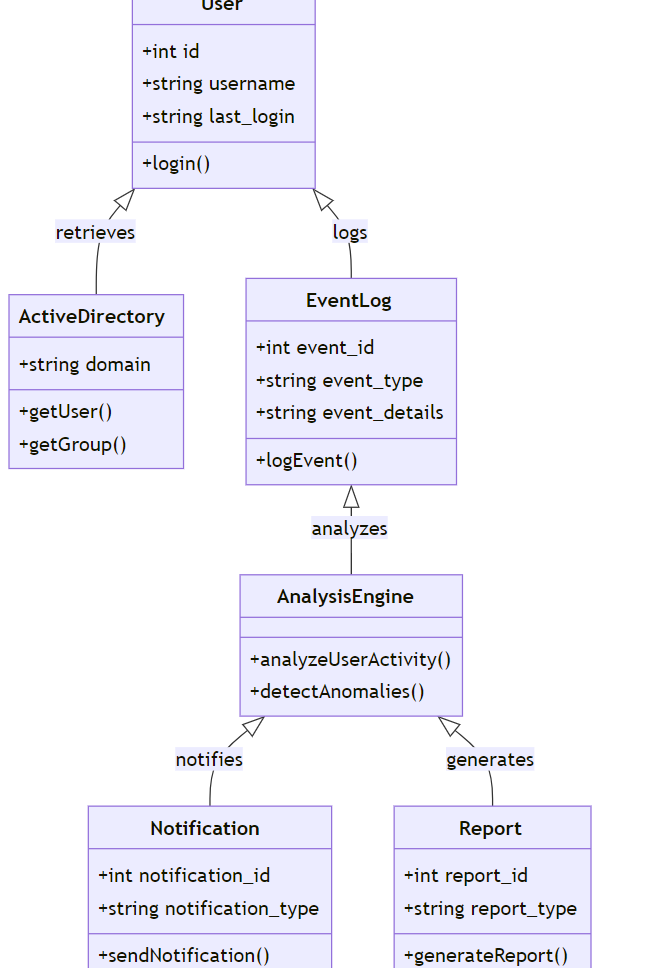 User
+int id
+string username
+string last_login
+login()
retrieves
logs
ActiveDirectory
+string domain
+getUser()
+getGroup()
EventLog
+int event_id
+string event_type
+string event_details
+logEvent()
analyzes
AnalysisEngine
+analyzeUserActivity()
+detectAnomalies()
notifies
generates
Notification
+int notification_id
+string notification_type
+sendNotification()
Report
+int report_id
+string report_type
+generateReport()